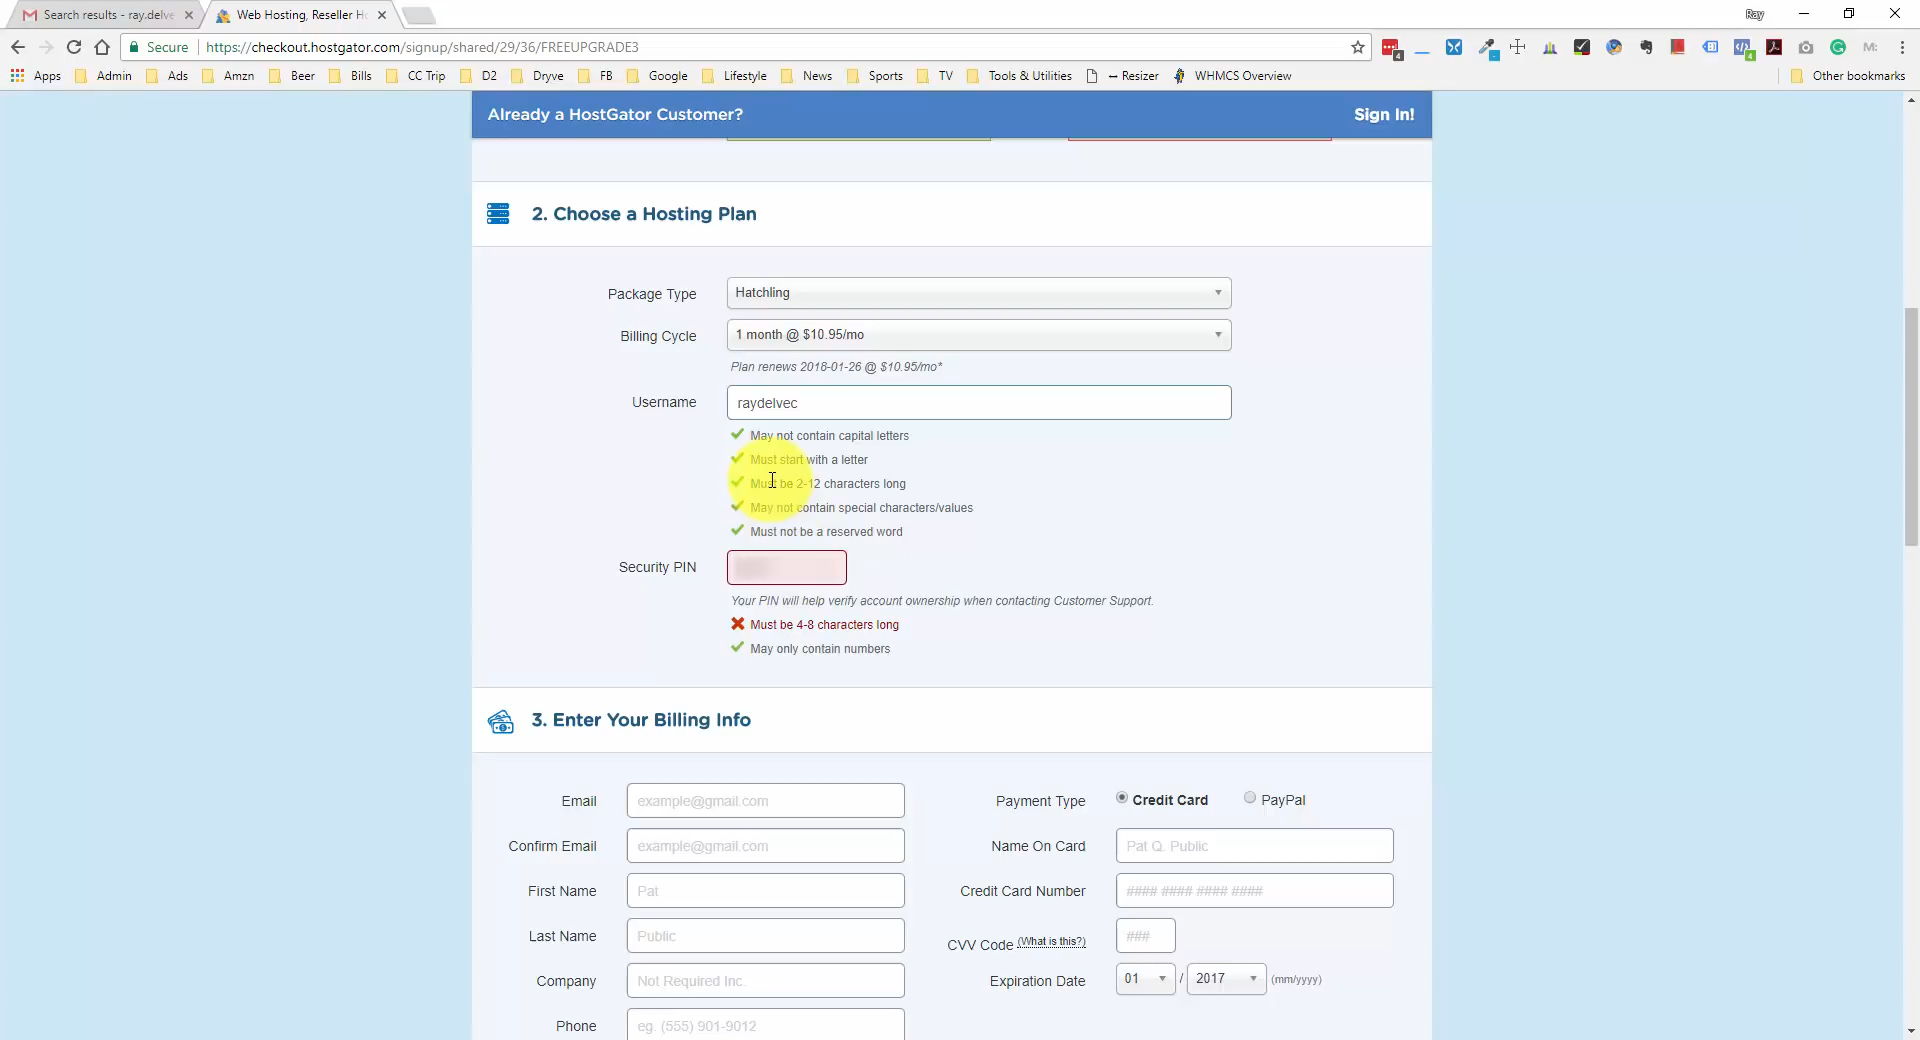 Search results - ray.delve
Web Hosting, Reseller Ho
Ray
Secure
https://checkout.hostgator.com/signup/shared/29/36/FREEUPGRADE3
4
4
M:
Apps
Admin
Ads
Amzn
Beer
Bills
CC Trip
D2
Dryve
FB
Google
Lifestyle
News
Sports
TV
Tools & Utilities
Resizer
WHMCS Overview
Other bookmarks
Already a HostGator Customer?
Sign In!
2. Choose a Hosting Plan
Package Type
Hatchling
Billing Cycle
1 month @ $10.95/mo
Plan renews 2018-01-26 @ $10.95/mo*
Username
raydelvec
May not contain capital letters
Must start with a letter
Must be 2-12 characters long
May not contain special characters/values
Must not be a reserved word
Security PIN
Your PIN will help verify account ownership when contacting Customer Support.
Must be 4-8 characters long
May only contain numbers
3. Enter Your Billing Info
Email
example@gmail.com
Payment Type
Credit Card
PayPal
Confirm Email
example@gmail.com
Name On Card
Pat Q. Public
First Name
Pat
Credit Card Number
#### #### #### ####
Last Name
Public
CVV Code (What is this?)
###
Company
Not Required Inc.
Expiration Date
01
/
2017
(mm/yyyy)
Phone
eg. (555) 901-9012